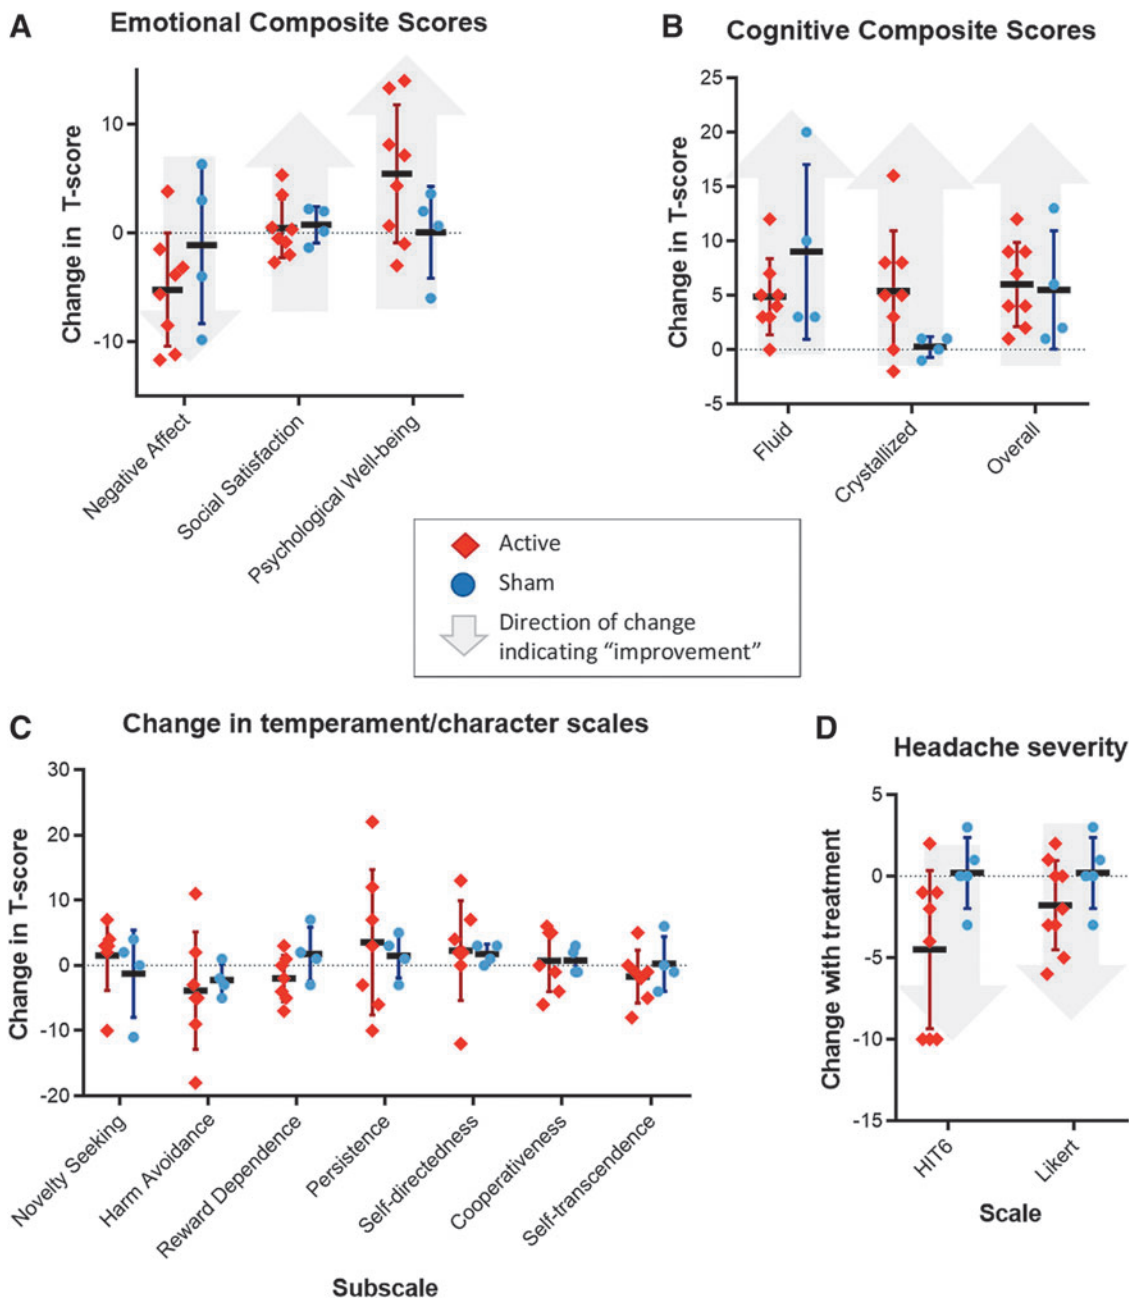 A
Emotional Composite Scores
Change in T-score
10
0
-10
Negative Affect
Social Satisfaction
Psychological Well-being
B
Cognitive Composite Scores
Change in T-score
25
20
15
10
5
0
-5
Fluid
Crystallized
Overall
Active
Sham
Direction of change
indicating “improvement”
C
Change in temperament/character scales
Change in T-score
30
20
10
0
-10
-20
Novelty Seeking
Harm Avoidance
Reward Dependence
Persistence
Self-directedness
Cooperativeness
Self-transcendence
Subscale
D
Headache severity
Change with treatment
5
0
-5
-10
-15
HIT6
Likert
Scale